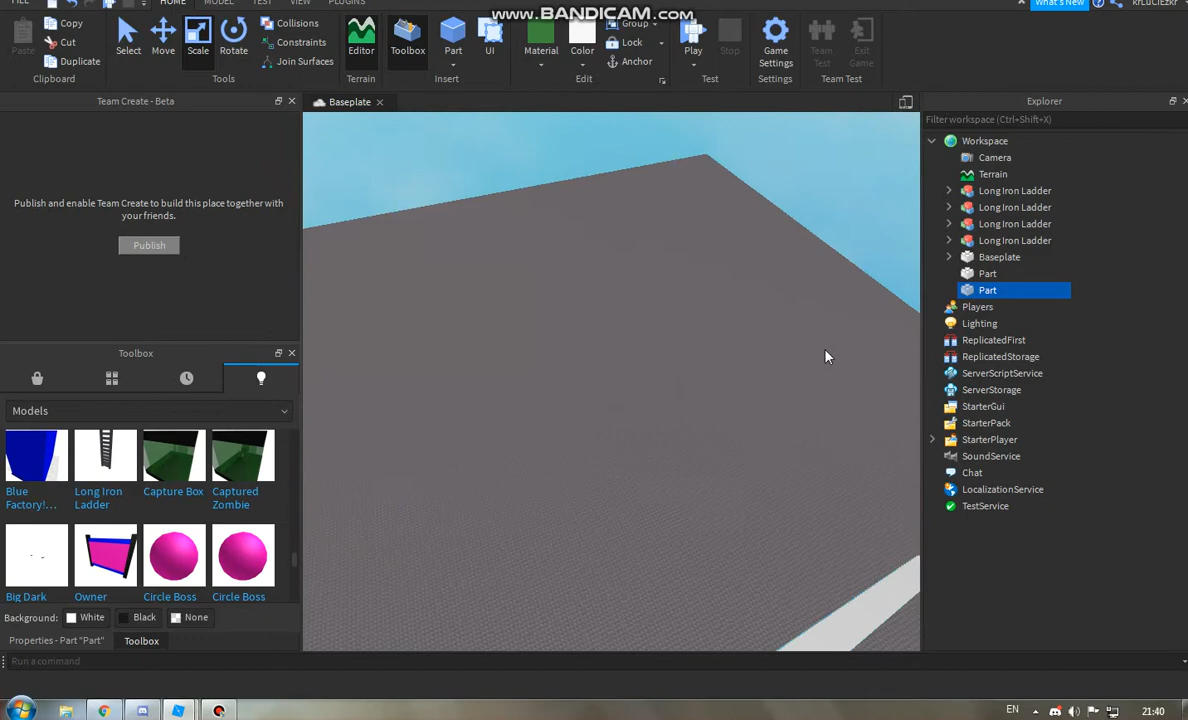 FILE HOME MODEL TEST VIEW PLUGINS
www.BANDICAM.com
What's New krLUCIEzkr
Paste Copy Cut Duplicate
Select Move Scale Rotate
Collisions
Constraints
Join Surfaces
Editor Toolbox Part UI
Material Color
Group
Lock
Anchor
Play Stop
Game Settings
Team Test
Exit Game
Clipboard Tools Terrain Insert Edit Test Settings Team Test
Team Create - Beta
Baseplate
Explorer
Filter workspace (Ctrl+Shift+X)
Publish and enable Team Create to build this place together with
your friends.
Publish
Workspace
Camera
Terrain
Long Iron Ladder
Long Iron Ladder
Long Iron Ladder
Long Iron Ladder
Baseplate
Part
Part
Players
Lighting
ReplicatedFirst
ReplicatedStorage
ServerScriptService
ServerStorage
StarterGui
StarterPack
StarterPlayer
SoundService
Chat
LocalizationService
TestService
Toolbox
Models
Blue Factory!...
Long Iron Ladder
Capture Box
Captured Zombie
Big Dark
Owner
Circle Boss
Circle Boss
Background: White Black None
Properties - Part "Part" Toolbox
Run a command
EN 21:40